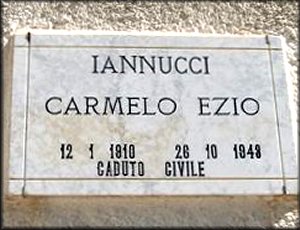 IANNUCCI
CARMELO EZIO
12 1 1910 26 10 1943
CADUTO CIVILE